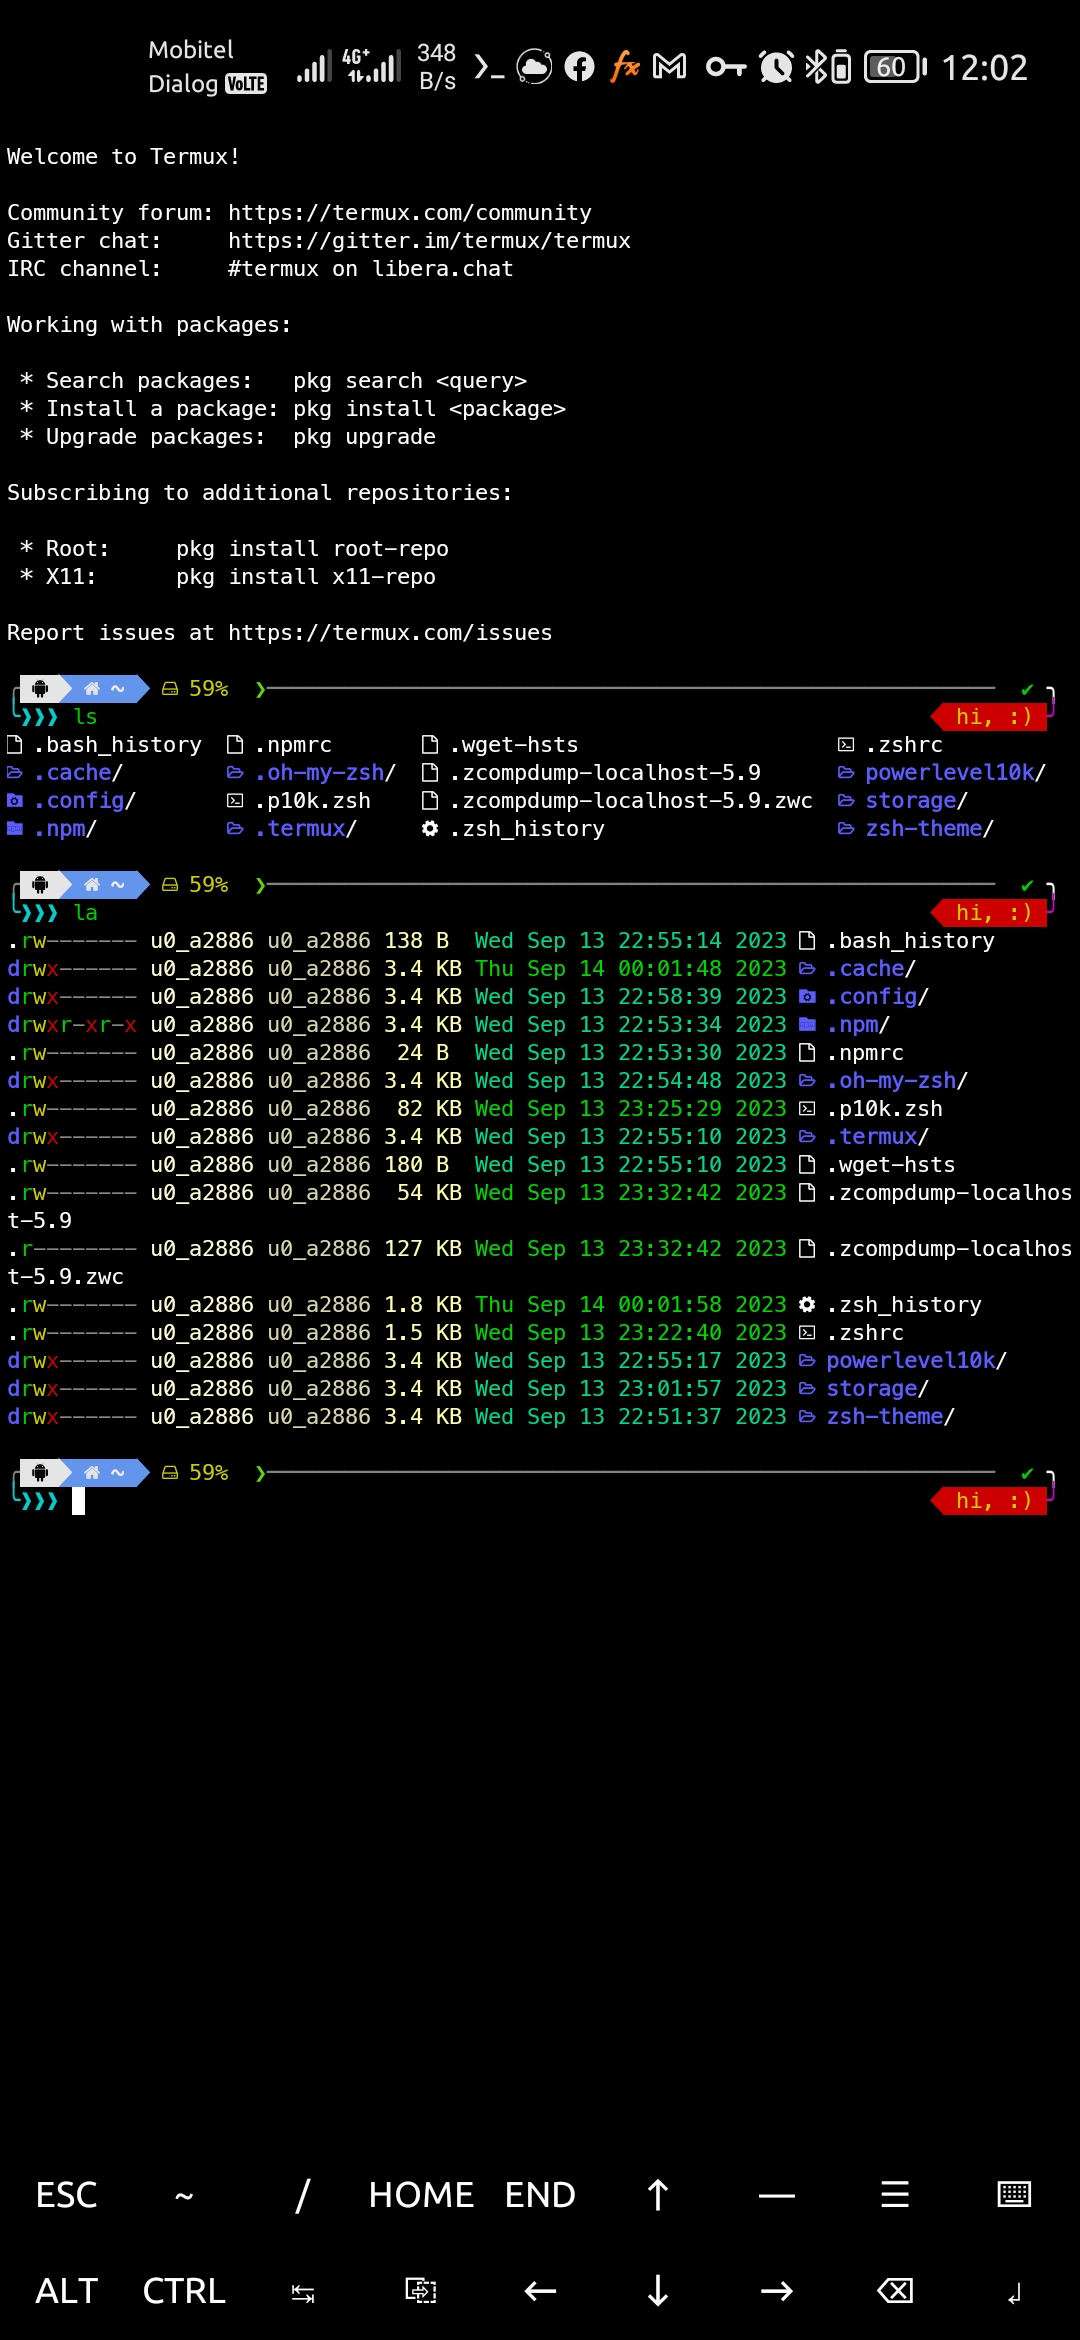 Mobitel
Dialog VoLTE 4G+ 348 B/s 60 12:02
Welcome to Termux!
Community forum: https://termux.com/community
Gitter chat:     https://gitter.im/termux/termux
IRC channel:     #termux on libera.chat
Working with packages:
 * Search packages:   pkg search <query>
 * Install a package: pkg install <package>
 * Upgrade packages:  pkg upgrade
Subscribing to additional repositories:
 * Root:     pkg install root-repo
 * X11:      pkg install x11-repo
Report issues at https://termux.com/issues
~ 59% ❯ ✔
❯❯❯ ls hi, :)
.bash_history .npmrc .wget-hsts .zshrc
.cache/ .oh-my-zsh/ .zcompdump-localhost-5.9 powerlevel10k/
.config/ .p10k.zsh .zcompdump-localhost-5.9.zwc storage/
.npm/ .termux/ .zsh_history zsh-theme/
~ 59% ❯ ✔
❯❯❯ la hi, :)
.rw------- u0_a2886 u0_a2886 138 B  Wed Sep 13 22:55:14 2023 .bash_history
drwx------ u0_a2886 u0_a2886 3.4 KB Thu Sep 14 00:01:48 2023 .cache/
drwx------ u0_a2886 u0_a2886 3.4 KB Wed Sep 13 22:58:39 2023 .config/
drwxr-xr-x u0_a2886 u0_a2886 3.4 KB Wed Sep 13 22:53:34 2023 .npm/
.rw------- u0_a2886 u0_a2886  24 B  Wed Sep 13 22:53:30 2023 .npmrc
drwx------ u0_a2886 u0_a2886 3.4 KB Wed Sep 13 22:54:48 2023 .oh-my-zsh/
.rw------- u0_a2886 u0_a2886  82 KB Wed Sep 13 23:25:29 2023 .p10k.zsh
drwx------ u0_a2886 u0_a2886 3.4 KB Wed Sep 13 22:55:10 2023 .termux/
.rw------- u0_a2886 u0_a2886 180 B  Wed Sep 13 22:55:10 2023 .wget-hsts
.rw------- u0_a2886 u0_a2886  54 KB Wed Sep 13 23:32:42 2023 .zcompdump-localhos
t-5.9
.r-------- u0_a2886 u0_a2886 127 KB Wed Sep 13 23:32:42 2023 .zcompdump-localhos
t-5.9.zwc
.rw------- u0_a2886 u0_a2886 1.8 KB Thu Sep 14 00:01:58 2023 .zsh_history
.rw------- u0_a2886 u0_a2886 1.5 KB Wed Sep 13 23:22:40 2023 .zshrc
drwx------ u0_a2886 u0_a2886 3.4 KB Wed Sep 13 22:55:17 2023 powerlevel10k/
drwx------ u0_a2886 u0_a2886 3.4 KB Wed Sep 13 23:01:57 2023 storage/
drwx------ u0_a2886 u0_a2886 3.4 KB Wed Sep 13 22:51:37 2023 zsh-theme/
~ 59% ❯ ✔
❯❯❯ hi, :)
ESC ~ / HOME END ↑ — ☰
ALT CTRL ↹ ← ↓ → ⌫ ↲